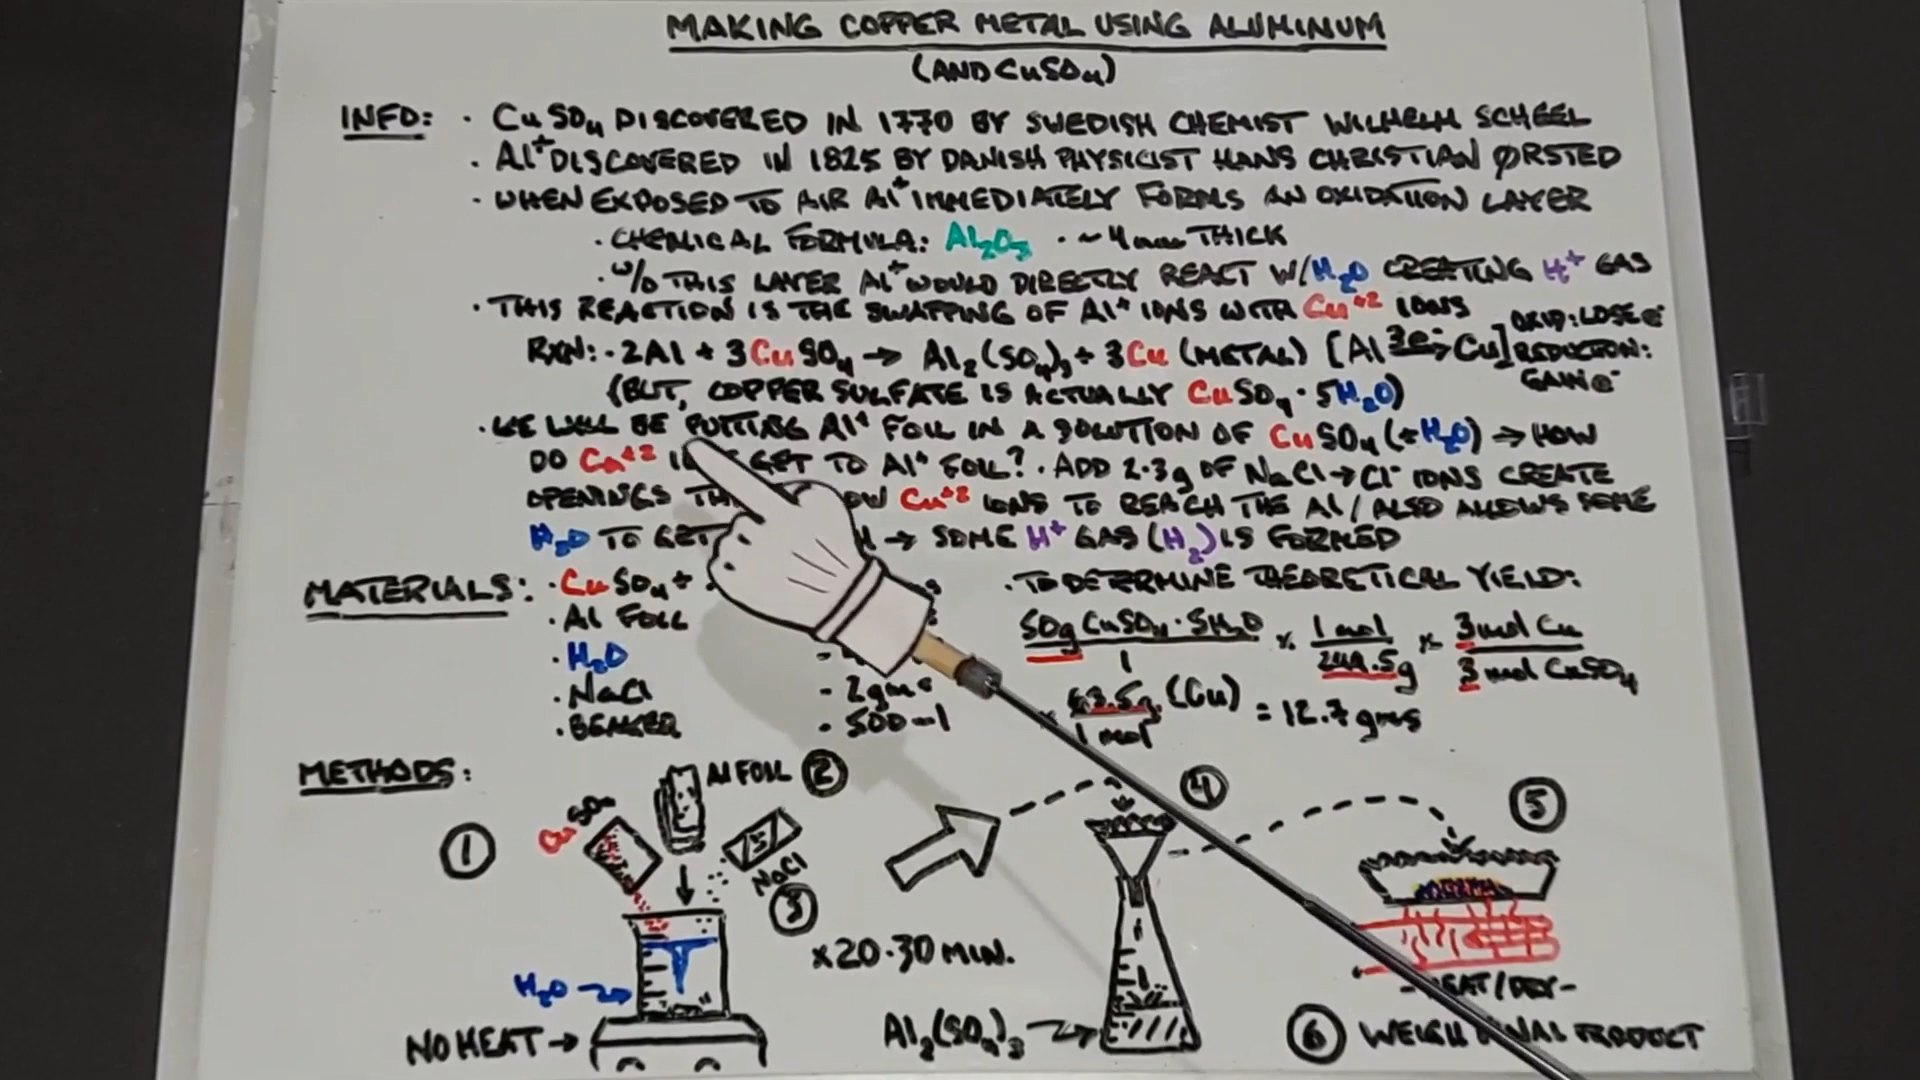 MAKING COPPER METAL USING ALUMINUM
(AND CuSO₄)
INFO: · CuSO₄ DISCOVERED IN 1770 BY SWEDISH CHEMIST WILHELM SCHEEL
· Al⁺ DISCOVERED IN 1825 BY DANISH PHYSICIST HANS CHRISTIAN ØRSTED
· WHEN EXPOSED TO AIR Al⁺ IMMEDIATELY FORMS AN OXIDATION LAYER
· CHEMICAL FORMULA: Al₂O₃ · ~4 THICK
· W/O THIS LAYER Al⁺ WOULD DIRECTLY REACT W/H₂O CREATING H⁺ GAS
· THIS REACTION IS THE SWAPPING OF Al⁺ IONS WITH Cu⁺² IONS
OXID: LOSE e⁻
RXN: · 2Al + 3CuSO₄ → Al₂(SO₄)₃ + 3Cu (METAL) [Al 3e⁻→ Cu] REDUCTION:
GAIN e⁻
(BUT, COPPER SULFATE IS ACTUALLY CuSO₄ · 5H₂O)
· WE WILL BE PUTTING Al⁺ FOIL IN A SOLUTION OF CuSO₄ (+H₂O) → HOW
DO Cu⁺² GET TO Al⁺ FOIL? · ADD 2·3g OF NaCl → Cl⁻ IONS CREATE
OPENINGS Cu⁺² IONS TO REACH THE Al / ALSO ALLOWS SOME
H₂O TO GET → SOME H⁺ GAS (H₂) IS FORMED
MATERIALS: · CuSO₄
· Al FOIL
· H₂O
· NaCl - 2gms
· BEAKER - 500ml
· TO DETERMINE THEORETICAL YIELD:
50g CuSO₄·5H₂O / 1 × 1 mol / 249.5g × 3 mol Cu / 3 mol CuSO₄
× 63.5g (Cu) / 1 mol = 12.7 gms
METHODS:
1
CuSO₄
Al FOIL 2
NaCl
3
H₂O →
NO HEAT →
×20·30 MIN.
4
Al₂(SO₄)₃ →
5
-HEAT/DRY-
6 WEIGH FINAL PRODUCT